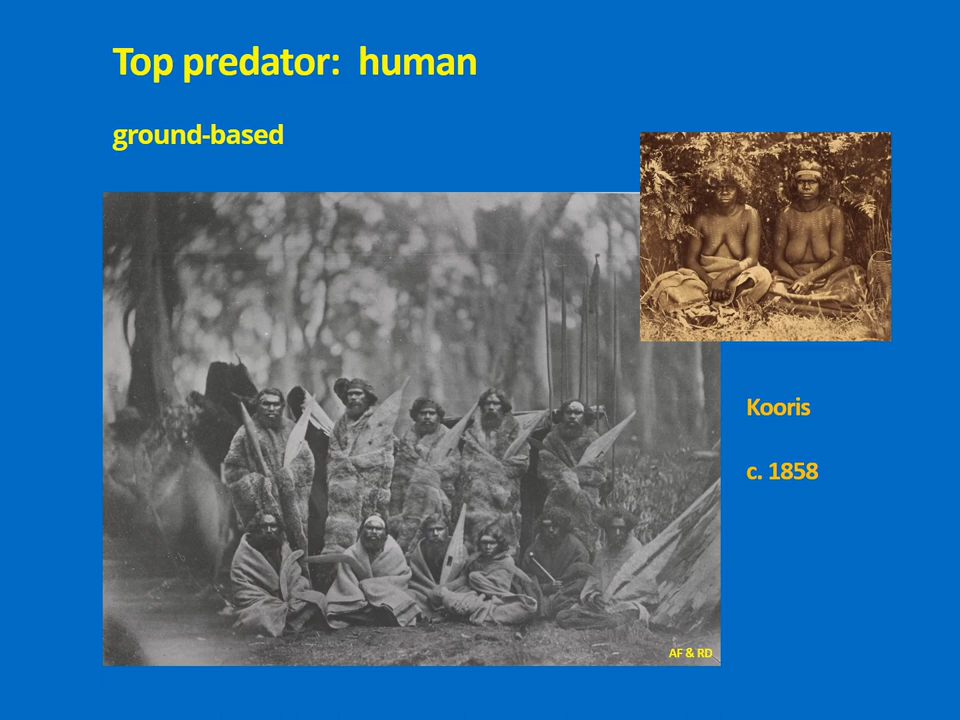 Top predator:  human
ground-based
Kooris
c. 1858
AF & RD